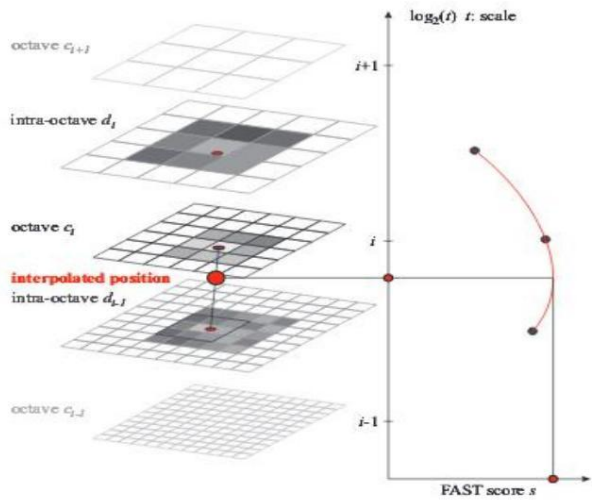 log₂(t) t: scale
octave cᵢ₊₁
i+1
intra-octave dᵢ
octave cᵢ
i
interpolated position
intra-octave dᵢ₋₁
octave cᵢ₋₁
i-1
FAST score s